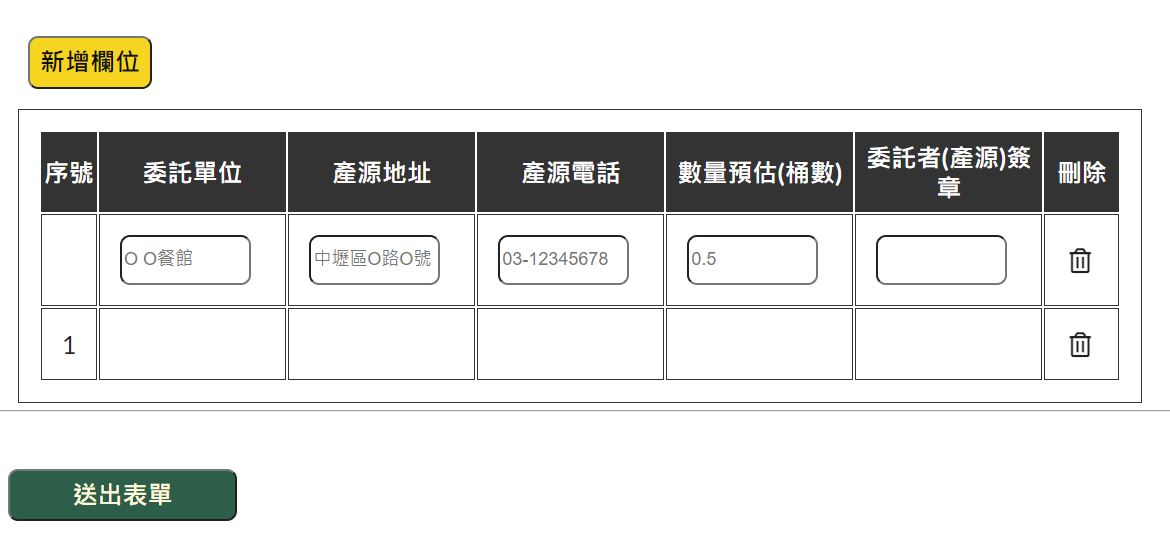 新增欄位
序號 委託單位 產源地址 產源電話 數量預估(桶數) 委託者(產源)簽
章 刪除
O O餐館 中壢區O路O號 03-12345678 0.5
1
送出表單